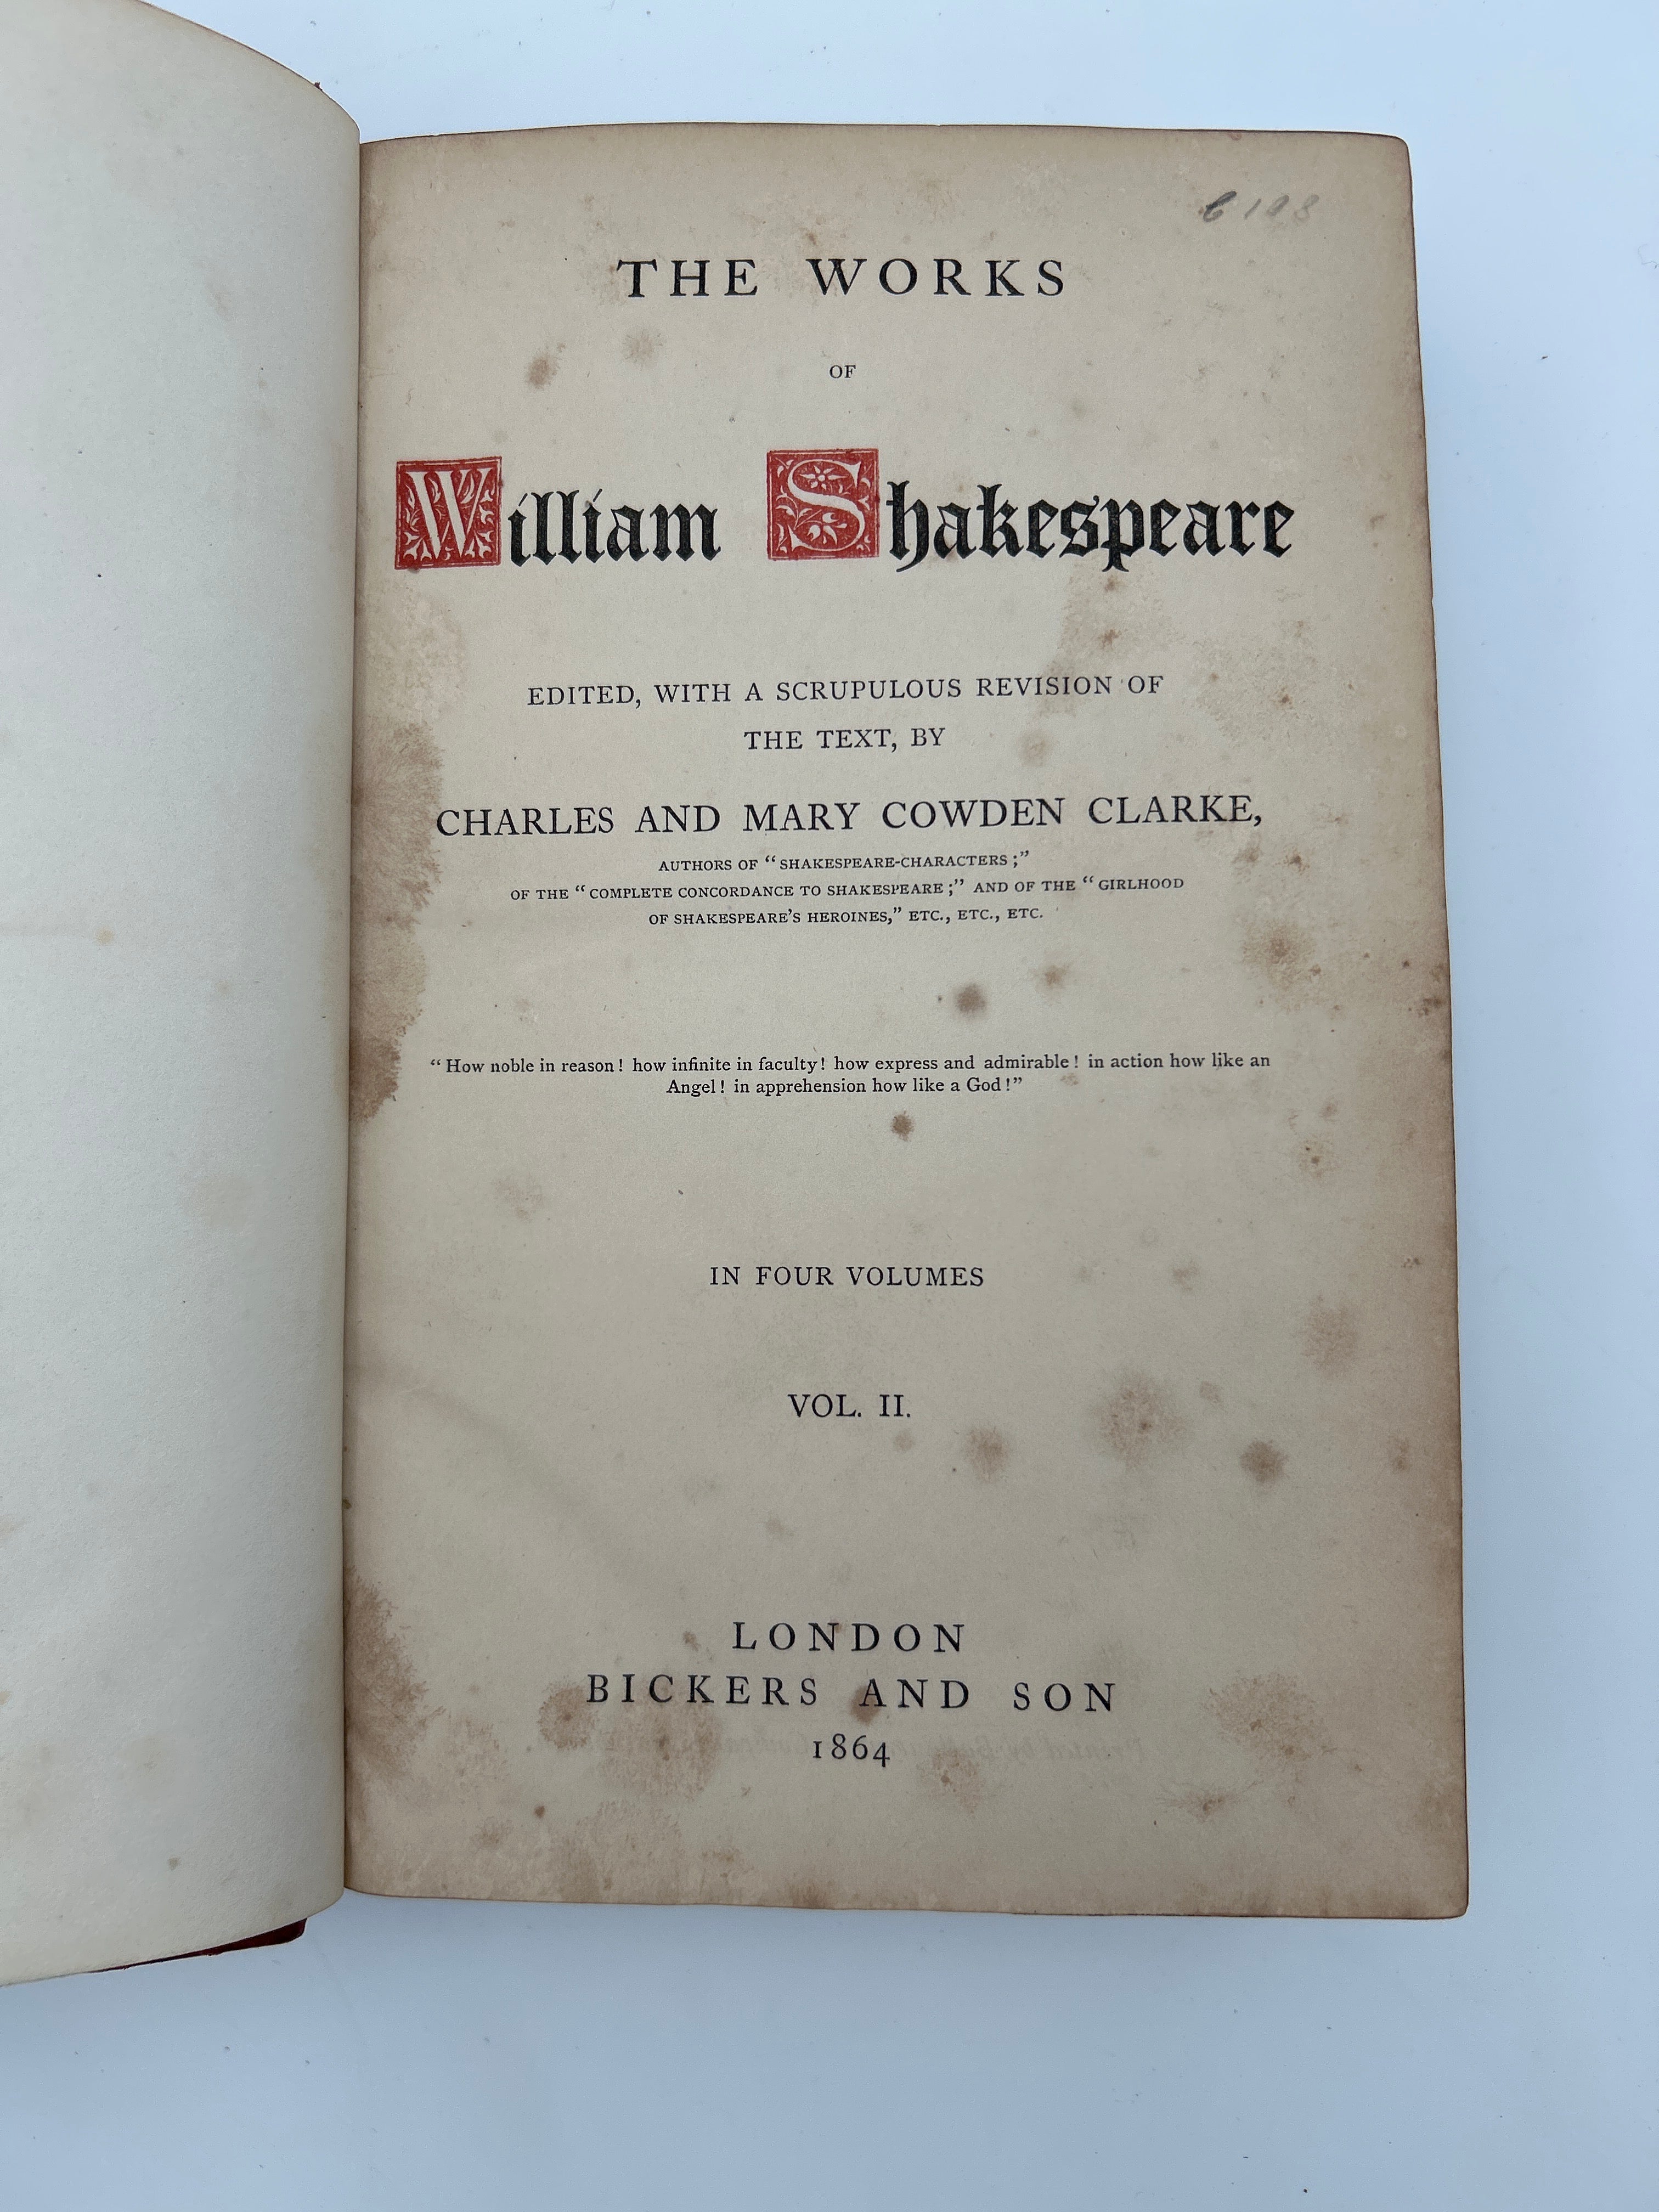 THE WORKS
OF
William Shakespeare
EDITED, WITH A SCRUPULOUS REVISION OF
THE TEXT, BY
CHARLES AND MARY COWDEN CLARKE,
AUTHORS OF “SHAKESPEARE-CHARACTERS;”
OF THE “COMPLETE CONCORDANCE TO SHAKESPEARE;” AND OF THE “GIRLHOOD
OF SHAKESPEARE’S HEROINES,” ETC., ETC., ETC.
“How noble in reason! how infinite in faculty! how express and admirable! in action how like an
Angel! in apprehension how like a God!”
IN FOUR VOLUMES
VOL. II.
LONDON
BICKERS AND SON
1864